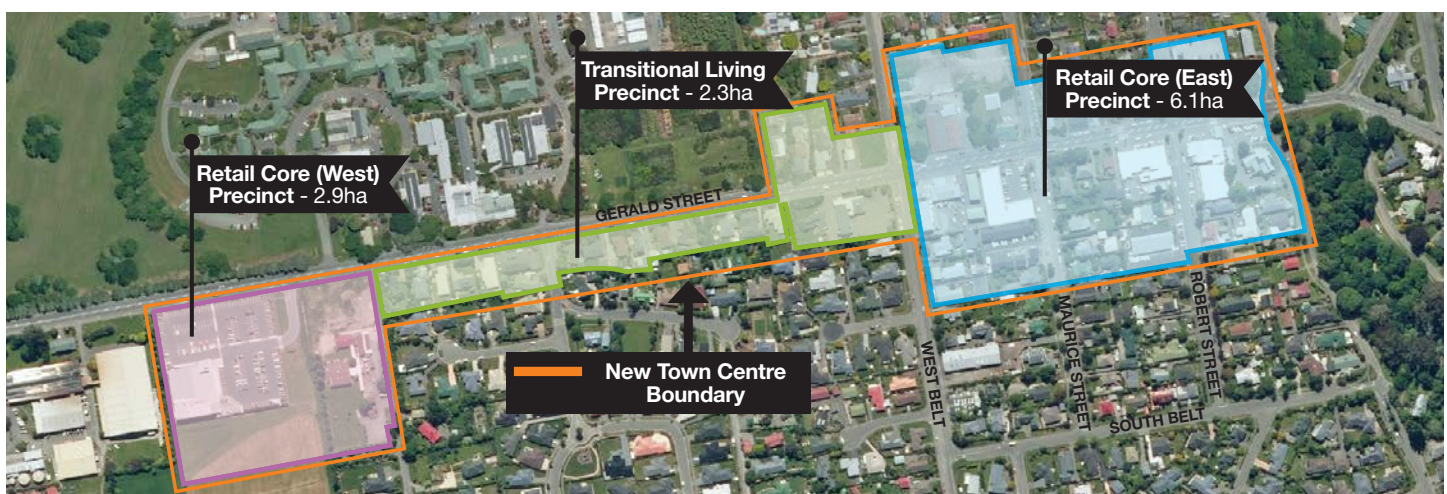 Transitional Living
Precinct - 2.3ha
Retail Core (East)
Precinct - 6.1ha
Retail Core (West)
Precinct - 2.9ha
GERALD STREET
New Town Centre
Boundary
WEST BELT
MAURICE STREET
ROBERT STREET
SOUTH BELT